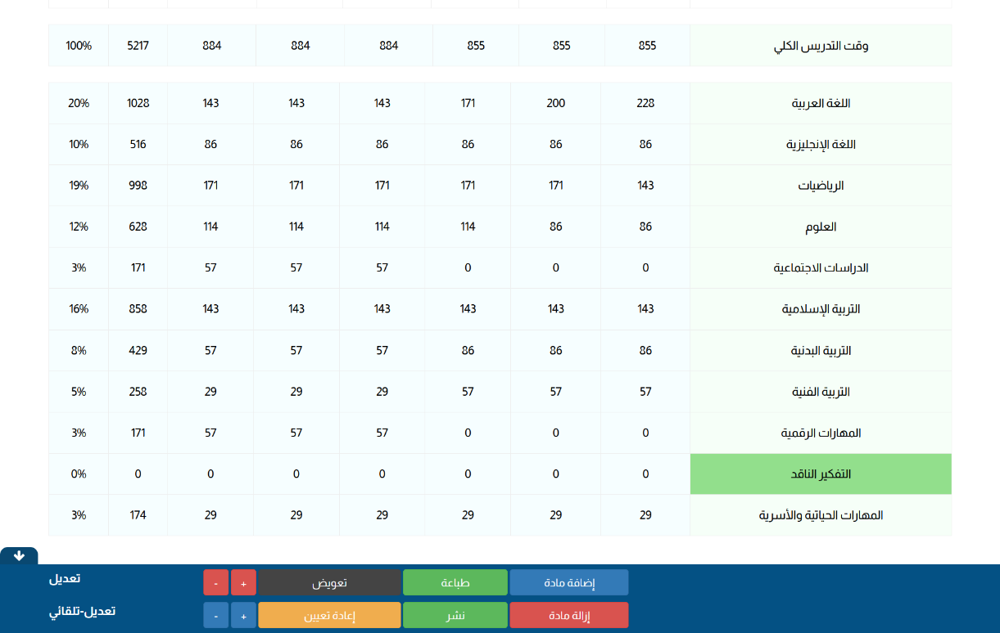 وقت التدريس الكلي 855 855 855 884 884 884 5217 100%
اللغة العربية 228 200 171 143 143 143 1028 20%
اللغة الإنجليزية 86 86 86 86 86 86 516 10%
الرياضيات 143 171 171 171 171 171 998 19%
العلوم 86 86 114 114 114 114 628 12%
الدراسات الاجتماعية 0 0 0 57 57 57 171 3%
التربية الإسلامية 143 143 143 143 143 143 858 16%
التربية البدنية 86 86 86 57 57 57 429 8%
التربية الفنية 57 57 57 29 29 29 258 5%
المهارات الرقمية 0 0 0 57 57 57 171 3%
التفكير الناقد 0 0 0 0 0 0 0 0%
المهارات الحياتية والأسرية 29 29 29 29 29 29 174 3%
إضافة مادة طباعة تعويض + - تعديل
إزالة مادة نشر إعادة تعيين + - تعديل-تلقائي